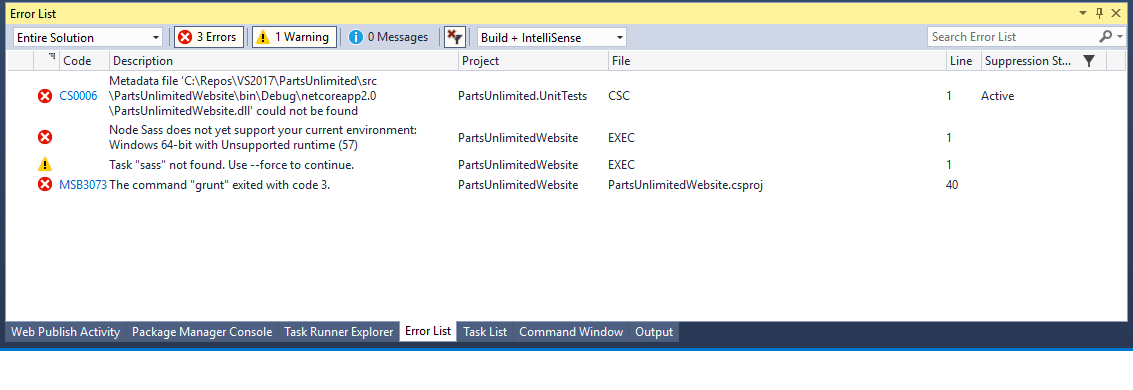 Error List
Entire Solution 3 Errors 1 Warning 0 Messages Build + IntelliSense Search Error List
Code Description Project File Line Suppression St...
Metadata file 'C:\Repos\VS2017\PartsUnlimited\src
CS0006 \PartsUnlimitedWebsite\bin\Debug\netcoreapp2.0 PartsUnlimited.UnitTests CSC 1 Active
\PartsUnlimitedWebsite.dll' could not be found
Node Sass does not yet support your current environment:
PartsUnlimitedWebsite EXEC 1
Windows 64-bit with Unsupported runtime (57)
Task "sass" not found. Use --force to continue. PartsUnlimitedWebsite EXEC 1
MSB3073 The command "grunt" exited with code 3. PartsUnlimitedWebsite PartsUnlimitedWebsite.csproj 40
Web Publish Activity Package Manager Console Task Runner Explorer Error List Task List Command Window Output